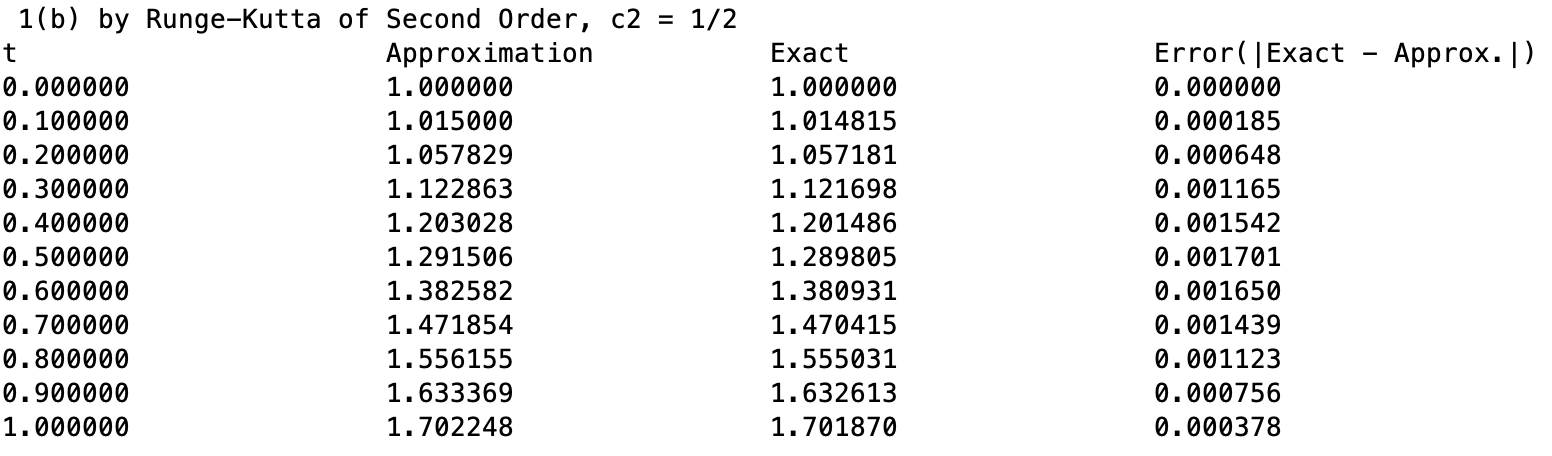 1(b) by Runge-Kutta of Second Order, c2 = 1/2
t Approximation Exact Error(|Exact - Approx.|)
0.000000 1.000000 1.000000 0.000000
0.100000 1.015000 1.014815 0.000185
0.200000 1.057829 1.057181 0.000648
0.300000 1.122863 1.121698 0.001165
0.400000 1.203028 1.201486 0.001542
0.500000 1.291506 1.289805 0.001701
0.600000 1.382582 1.380931 0.001650
0.700000 1.471854 1.470415 0.001439
0.800000 1.556155 1.555031 0.001123
0.900000 1.633369 1.632613 0.000756
1.000000 1.702248 1.701870 0.000378